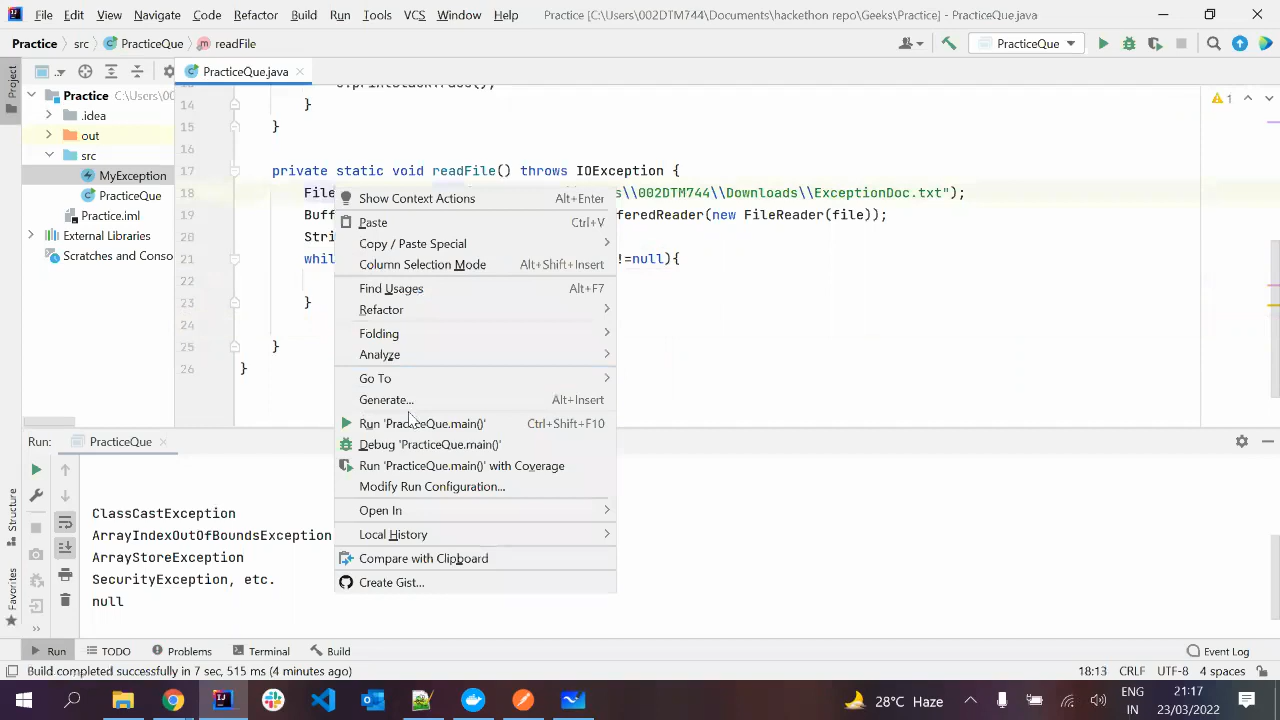 File Edit View Navigate Code Refactor Build Run Tools VCS Window Help Practice [C:\Users\002DTM744\Documents\hackethon repo\Geeks\Practice] - PracticeQue.java
Practice src PracticeQue readFile PracticeQue
Project PracticeQue.java
Practice C:\Users\00
.idea
out
src
MyException
PracticeQue
Practice.iml
External Libraries
Scratches and Conso
1
14 }
15 }
16
17 private static void readFile() throws IOException {
18 File s\\002DTM744\\Downloads\\ExceptionDoc.txt");
19 Buff feredReader(new FileReader(file));
20 Stri
21 whil !=null){
22
23 }
24
25 }
26 }
Show Context Actions Alt+Enter
Paste Ctrl+V
Copy / Paste Special
Column Selection Mode Alt+Shift+Insert
Find Usages Alt+F7
Refactor
Folding
Analyze
Go To
Generate... Alt+Insert
Run 'PracticeQue.main()' Ctrl+Shift+F10
Debug 'PracticeQue.main()'
Run 'PracticeQue.main()' with Coverage
Modify Run Configuration...
Open In
Local History
Compare with Clipboard
Create Gist...
Run: PracticeQue
ClassCastException
ArrayIndexOutOfBoundsException
ArrayStoreException
SecurityException, etc.
null
Structure
Favorites
Run TODO Problems Terminal Build Event Log
Build completed successfully in 7 sec, 515 ms (4 minutes ago) 18:13 CRLF UTF-8 4 spaces
28°C Haze ENG 21:17
IN 23/03/2022